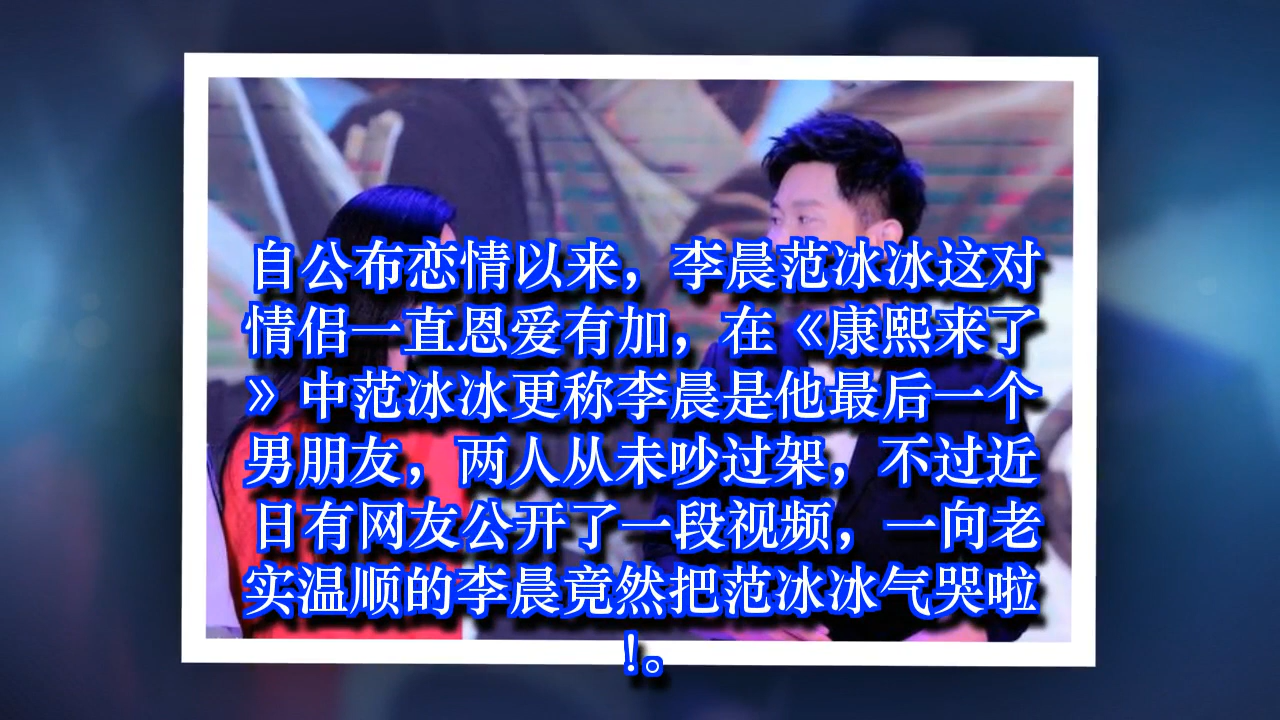 自公布恋情以来，李晨范冰冰这对
情侣一直恩爱有加，在《康熙来了
》中范冰冰更称李晨是他最后一个
男朋友，两人从未吵过架，不过近
日有网友公开了一段视频，一向老
实温顺的李晨竟然把范冰冰气哭啦
!。